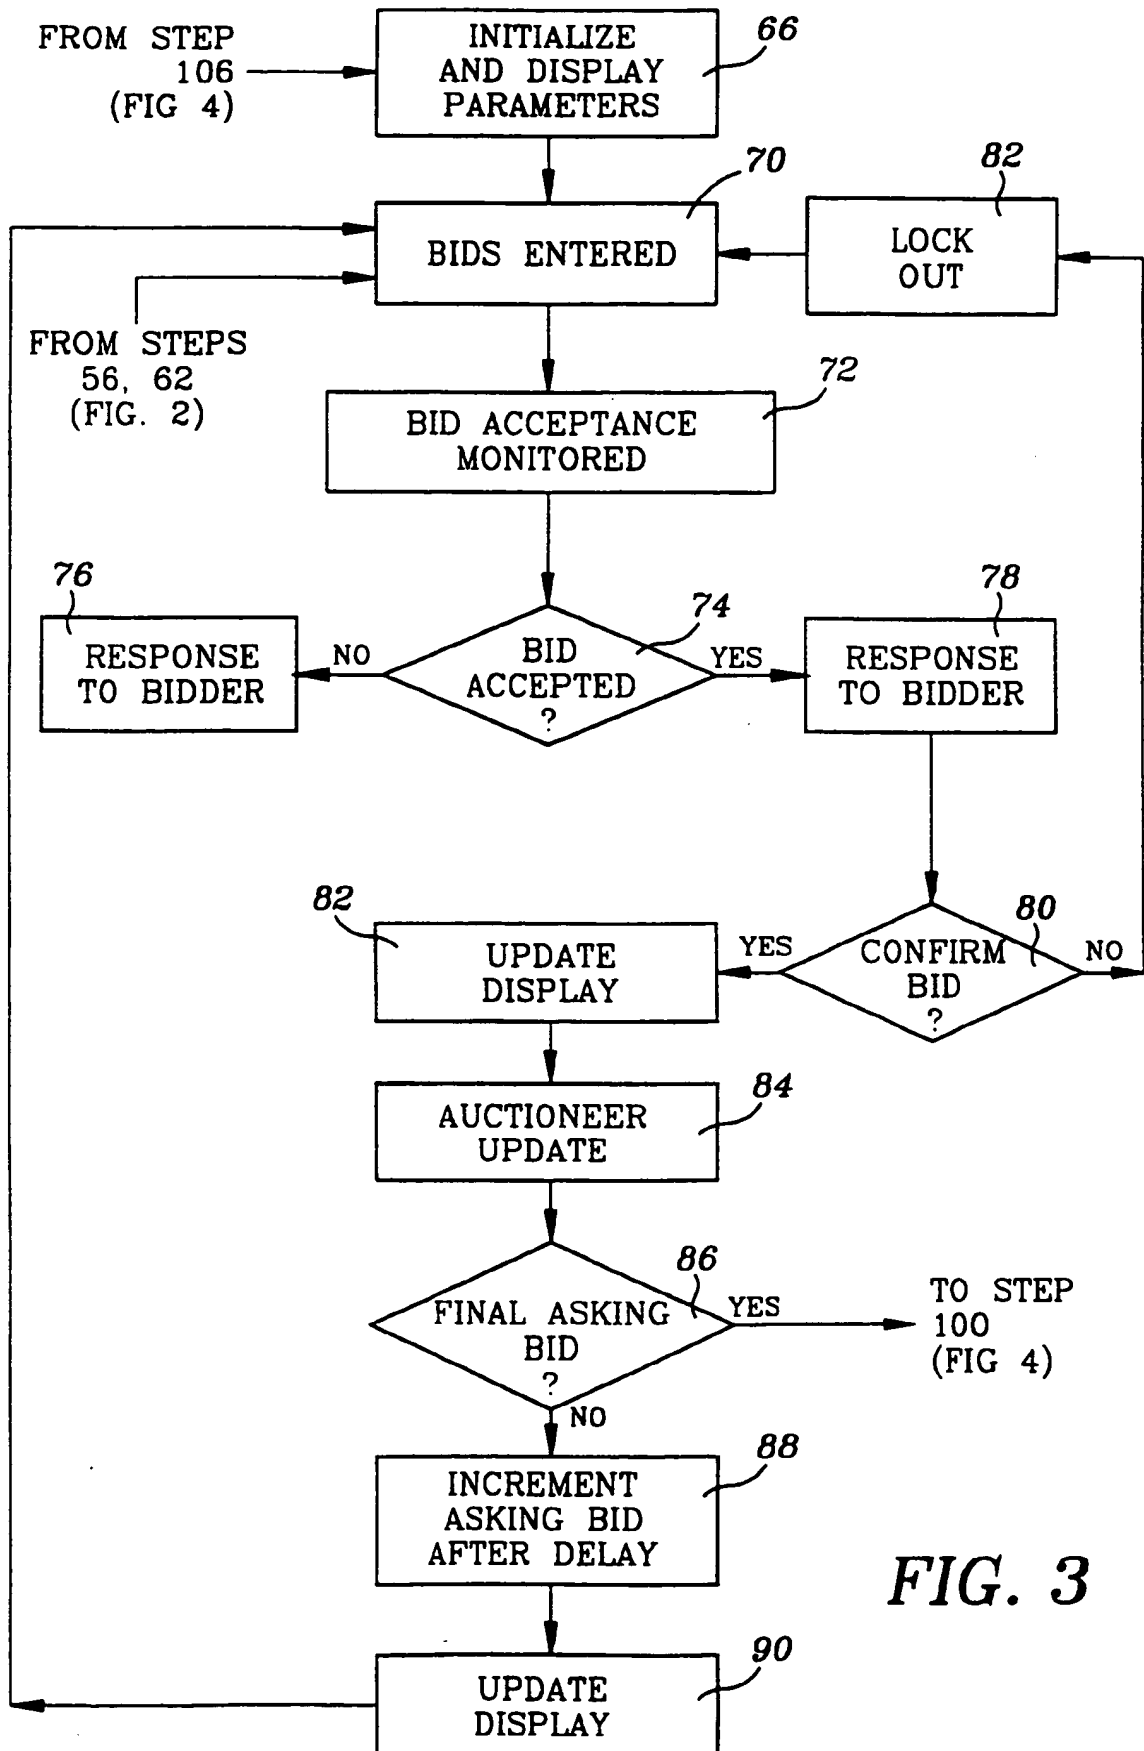 FROM STEP
106
(FIG 4)
INITIALIZE
AND DISPLAY
PARAMETERS
66
70
82
BIDS ENTERED
LOCK
OUT
FROM STEPS
56, 62
(FIG. 2)
72
BID ACCEPTANCE
MONITORED
76
74
78
RESPONSE
TO BIDDER
NO
BID
ACCEPTED
?
YES
RESPONSE
TO BIDDER
82
UPDATE
DISPLAY
YES
80
CONFIRM
BID
?
NO
84
AUCTIONEER
UPDATE
86
FINAL ASKING
BID
?
YES
TO STEP
100
(FIG 4)
NO
88
INCREMENT
ASKING BID
AFTER DELAY
FIG. 3
90
UPDATE
DISPLAY